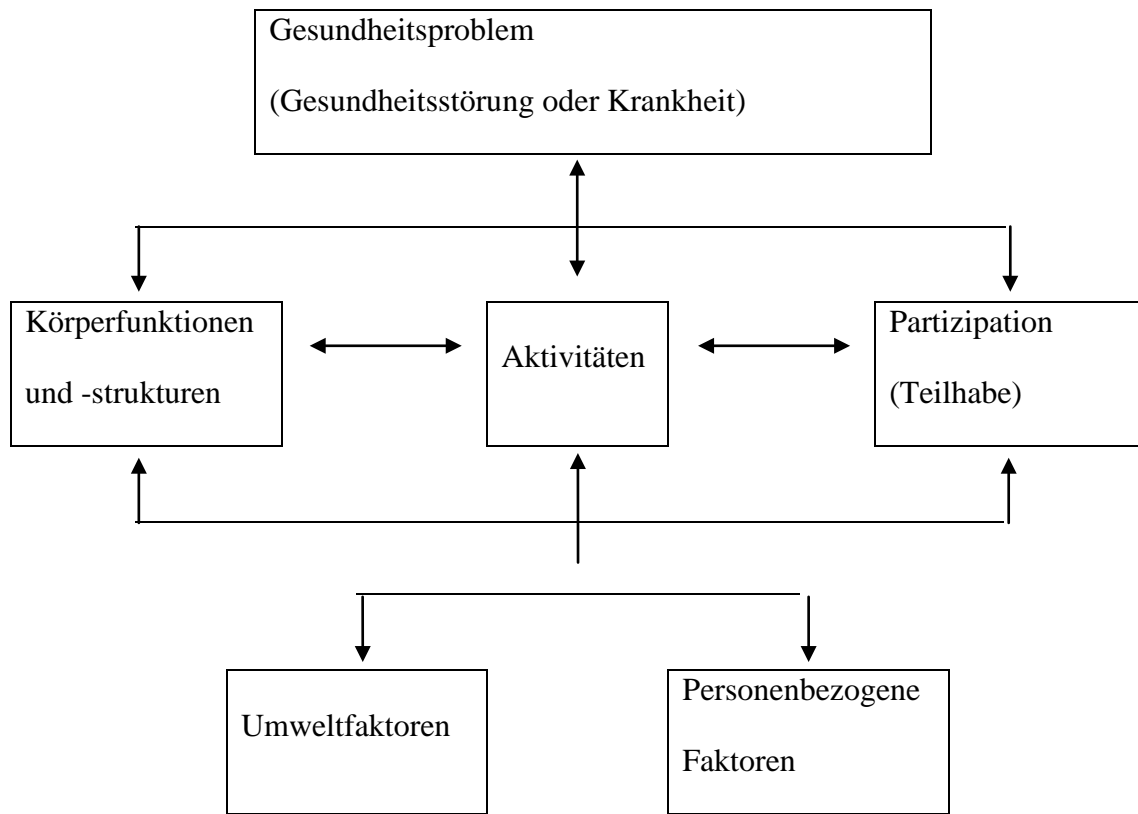 Gesundheitsproblem
(Gesundheitsstörung oder Krankheit)
Körperfunktionen
und -strukturen
Aktivitäten
Partizipation
(Teilhabe)
Umweltfaktoren
Personenbezogene
Faktoren